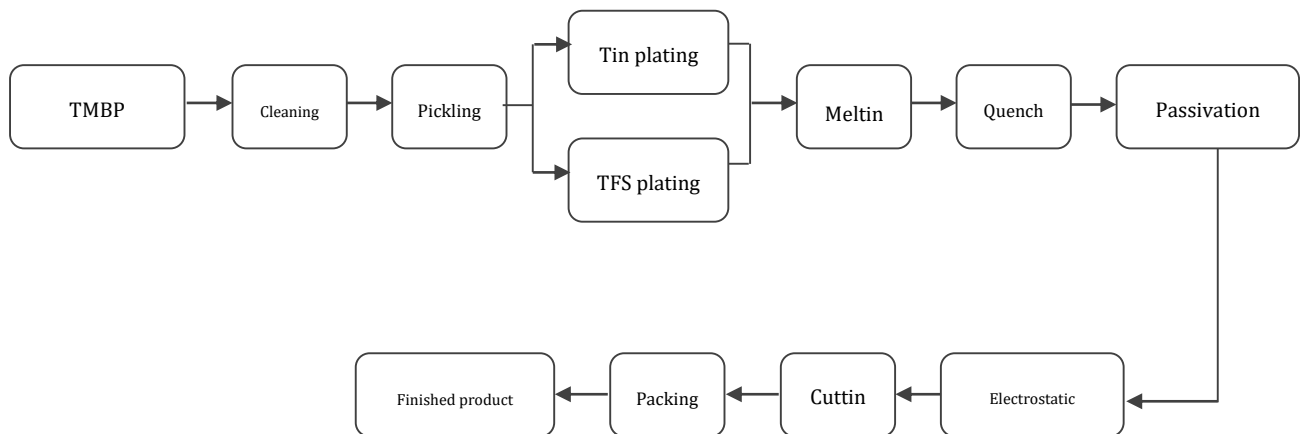 TMBP
Cleaning
Pickling
Tin plating
TFS plating
Meltin
Quench
Passivation
Electrostatic
Cuttin
Packing
Finished product